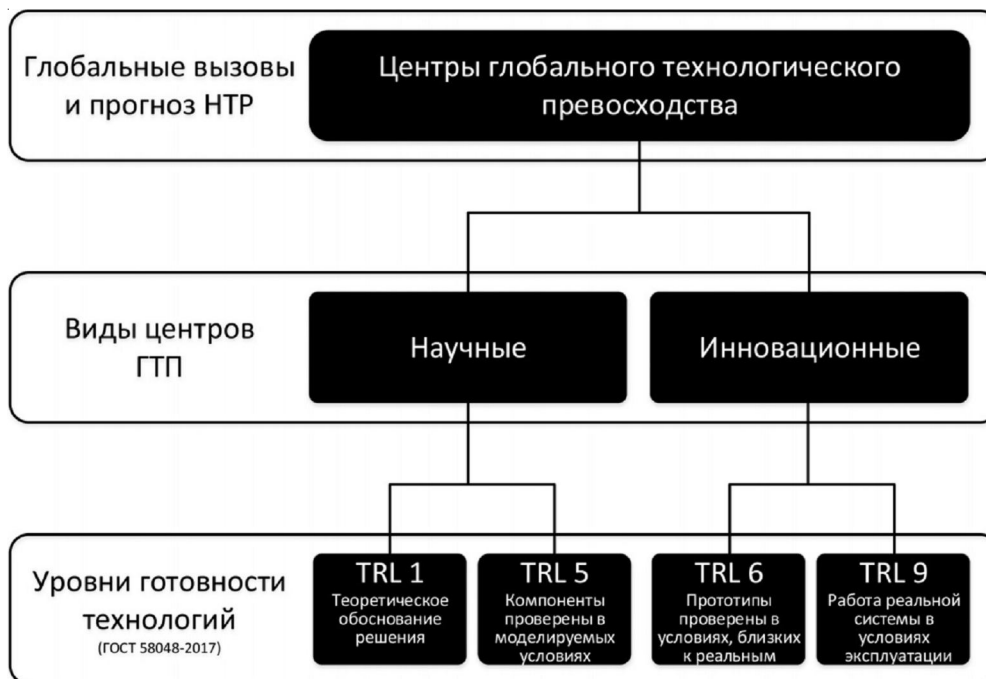 Глобальные вызовы
и прогноз НТР
Центры глобального технологического
превосходства
Виды центров
ГТП
Научные
Инновационные
Уровни готовности
технологий
(ГОСТ 58048-2017)
TRL 1
Теоретическое
обоснование
решения
TRL 5
Компоненты
проверены в
моделируемых
условиях
TRL 6
Прототипы
проверены в
условиях, близких
к реальным
TRL 9
Работа реальной
системы в
условиях
эксплуатации